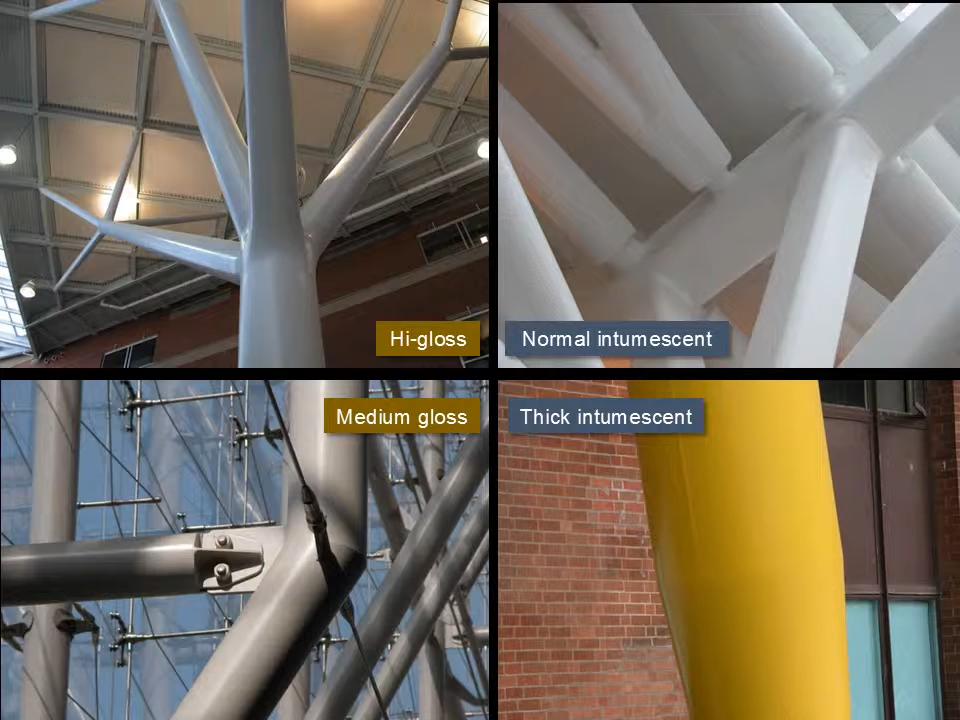 Hi-gloss
Normal intumescent
Medium gloss
Thick intumescent